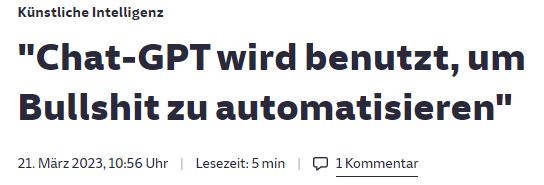 Künstliche Intelligenz
"Chat-GPT wird benutzt, um
Bullshit zu automatisieren"
21. März 2023, 10:56 Uhr | Lesezeit: 5 min | 1 Kommentar